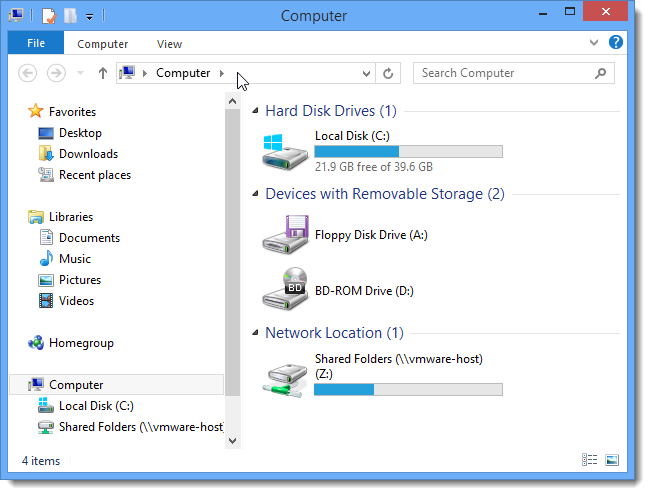 Computer
File
Computer
View
Computer
Search Computer
Favorites
Desktop
Downloads
Recent places
Libraries
Documents
Music
Pictures
Videos
Homegroup
Computer
Local Disk (C:)
Shared Folders (\\vmware-host)
Hard Disk Drives (1)
Local Disk (C:)
21.9 GB free of 39.6 GB
Devices with Removable Storage (2)
Floppy Disk Drive (A:)
BD
BD-ROM Drive (D:)
Network Location (1)
Shared Folders (\\vmware-host)
(Z:)
4 items